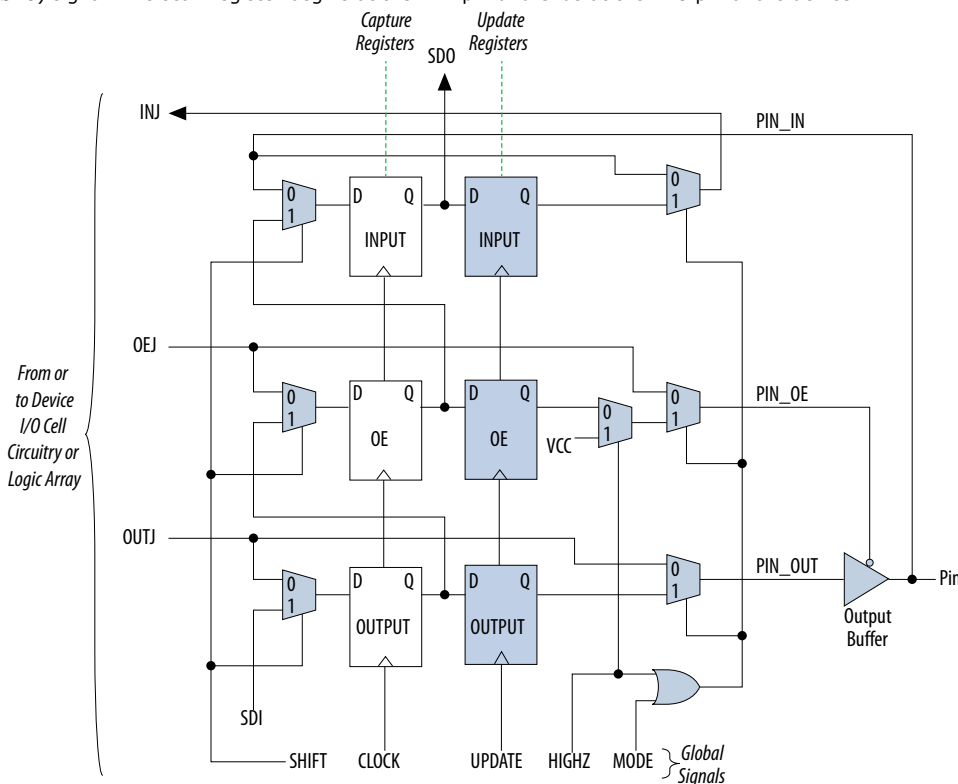 Capture
Registers
Update
Registers
SDO
INJ
PIN_IN
0
1
D Q
INPUT
D Q
INPUT
0
1
OEJ
From or
to Device
I/O Cell
Circuitry or
Logic Array
0
1
D Q
OE
D Q
OE
0
1
VCC
0
1
PIN_OE
OUTJ
0
1
D Q
OUTPUT
D Q
OUTPUT
0
1
PIN_OUT
Pin
Output
Buffer
SDI
SHIFT
CLOCK
UPDATE
HIGHZ
MODE
Global
Signals